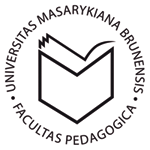 UNIVERSITAS MASARYKIANA BRUNENSIS
• FACULTAS PEDAGOGICA •